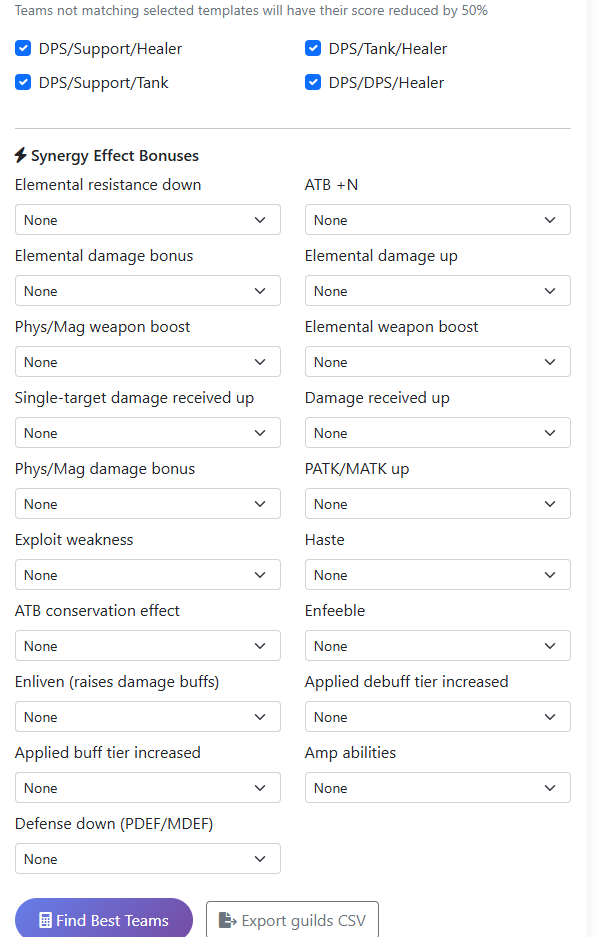 Teams not matching selected templates will have their score reduced by 50%
DPS/Support/Healer
DPS/Tank/Healer
DPS/Support/Tank
DPS/DPS/Healer
Synergy Effect Bonuses
Elemental resistance down
ATB +N
None
None
Elemental damage bonus
Elemental damage up
None
None
Phys/Mag weapon boost
Elemental weapon boost
None
None
Single-target damage received up
Damage received up
None
None
Phys/Mag damage bonus
PATK/MATK up
None
None
Exploit weakness
Haste
None
None
ATB conservation effect
Enfeeble
None
None
Enliven (raises damage buffs)
Applied debuff tier increased
None
None
Applied buff tier increased
Amp abilities
None
None
Defense down (PDEF/MDEF)
None
Find Best Teams
Export guilds CSV